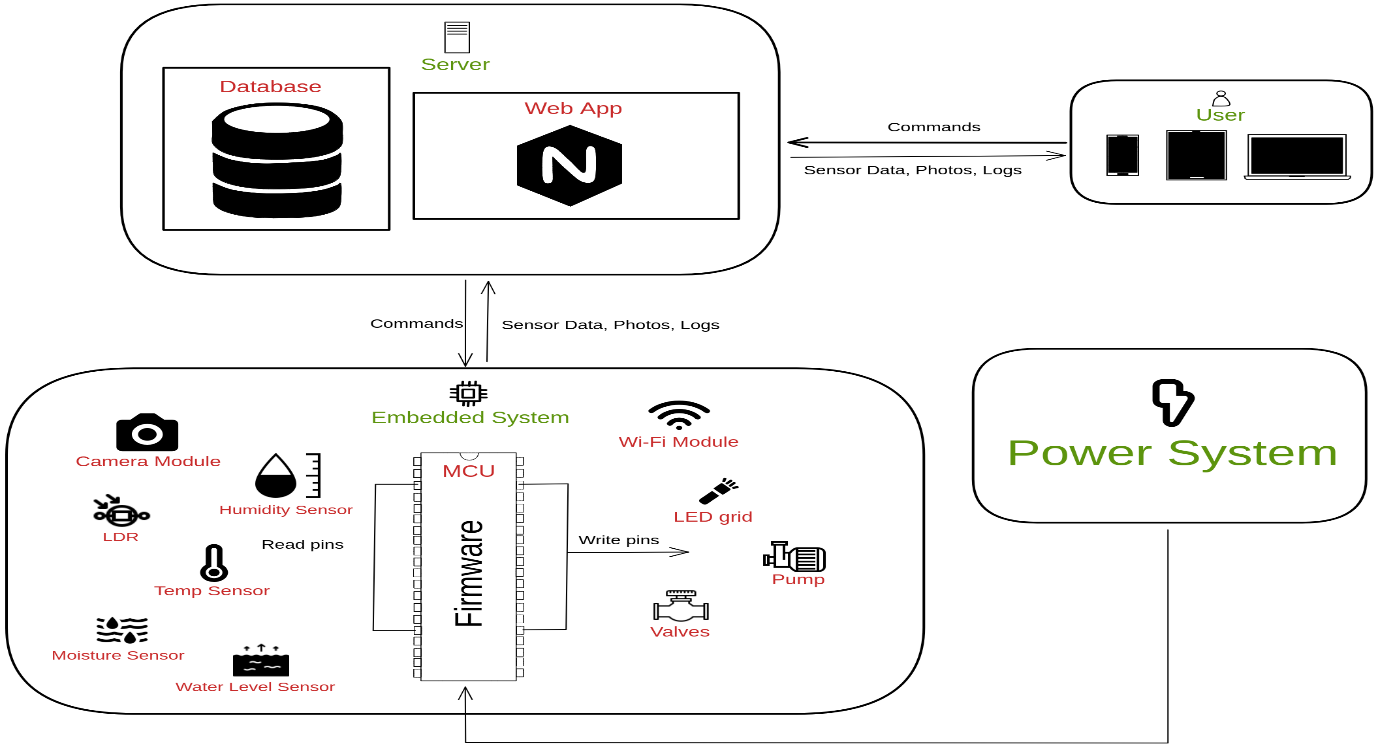 Server
Database
Web App
N
Commands
Sensor Data, Photos, Logs
User
Commands
Sensor Data, Photos, Logs
Embedded System
Camera Module
Humidity Sensor
LDR
Read pins
Temp Sensor
Moisture Sensor
Water Level Sensor
MCU
Firmware
Wi-Fi Module
LED grid
Write pins
Pump
Valves
Power System